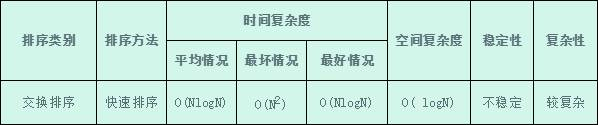 排序类别 排序方法 时间复杂度 空间复杂度 稳定性 复杂性
平均情况 最坏情况 最好情况
交换排序 快速排序 O(NlogN) O(N²) O(NlogN) O( logN) 不稳定 较复杂